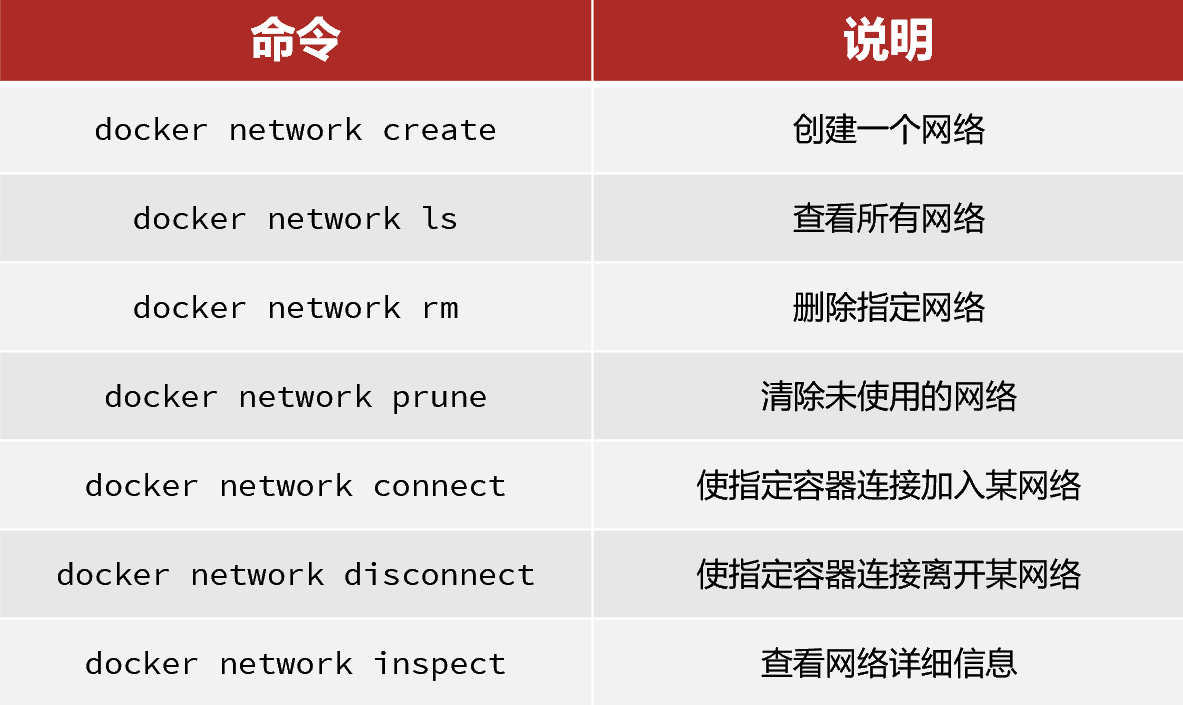 命令 说明
docker network create 创建一个网络
docker network ls 查看所有网络
docker network rm 删除指定网络
docker network prune 清除未使用的网络
docker network connect 使指定容器连接加入某网络
docker network disconnect 使指定容器连接离开某网络
docker network inspect 查看网络详细信息